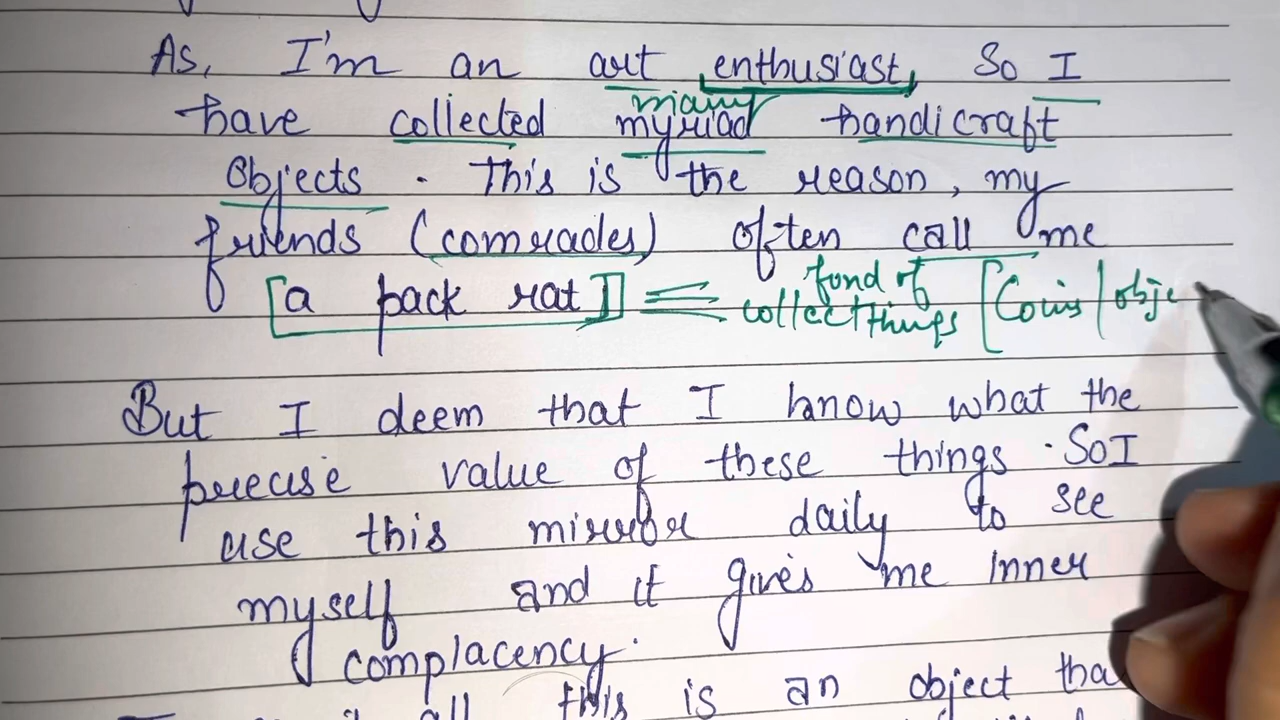 As, I'm an art enthusiast, So I
many
have collected myriad handicraft
Objects. This is the reason, my
friends (comrades) often call me
[a pack rat] = fond of
collect things [Coins/obje
But I deem that I know what the
precise value of these things. So I
use this mirror daily to see
myself and it gives me inner
complacency.
all this is an object tha